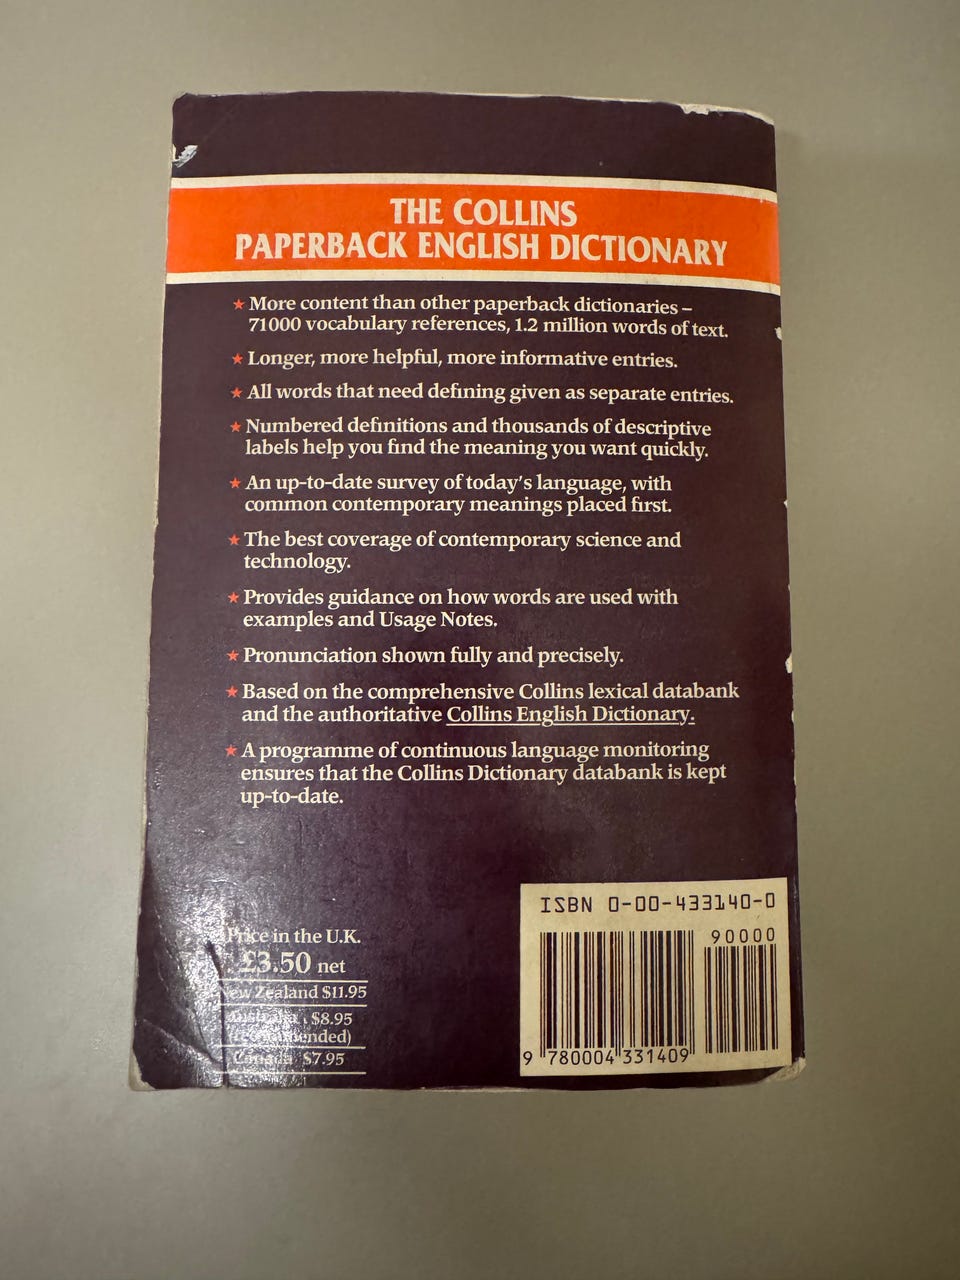 THE COLLINS
PAPERBACK ENGLISH DICTIONARY
★ More content than other paperback dictionaries –
71000 vocabulary references, 1.2 million words of text.
★ Longer, more helpful, more informative entries.
★ All words that need defining given as separate entries.
★ Numbered definitions and thousands of descriptive
labels help you find the meaning you want quickly.
★ An up-to-date survey of today's language, with
common contemporary meanings placed first.
★ The best coverage of contemporary science and
technology.
★ Provides guidance on how words are used with
examples and Usage Notes.
★ Pronunciation shown fully and precisely.
★ Based on the comprehensive Collins lexical databank
and the authoritative Collins English Dictionary.
★ A programme of continuous language monitoring
ensures that the Collins Dictionary databank is kept
up-to-date.
Price in the U.K.
£3.50 net
New Zealand $11.95
Australia $8.95
(recommended)
Canada $7.95
ISBN 0-00-433140-0
90000
9 780004 331409